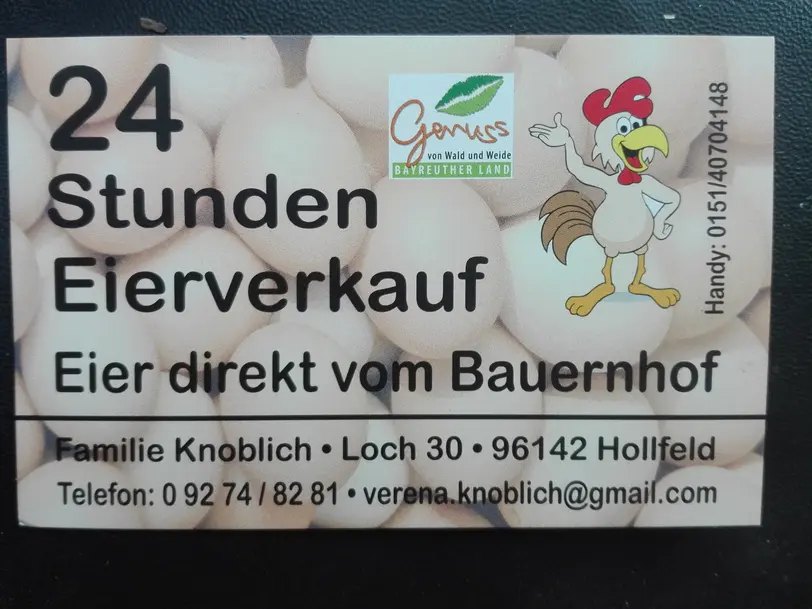 24
Stunden
Eierverkauf
Genuss
von Wald und Weide
BAYREUTHER LAND
Handy: 0151/40704148
Eier direkt vom Bauernhof
Familie Knoblich • Loch 30 • 96142 Hollfeld
Telefon: 0 92 74 / 82 81 • verena.knoblich@gmail.com